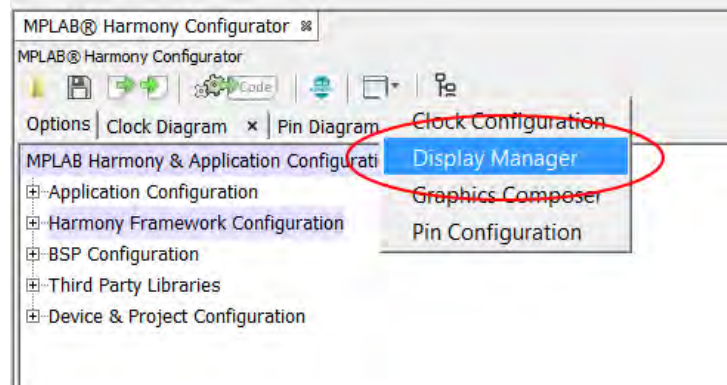 MPLAB® Harmony Configurator
MPLAB® Harmony Configurator
Code
Options Clock Diagram × Pin Diagram
Clock Configuration
Display Manager
Graphics Composer
Pin Configuration
MPLAB Harmony & Application Configurati
Application Configuration
Harmony Framework Configuration
BSP Configuration
Third Party Libraries
Device & Project Configuration